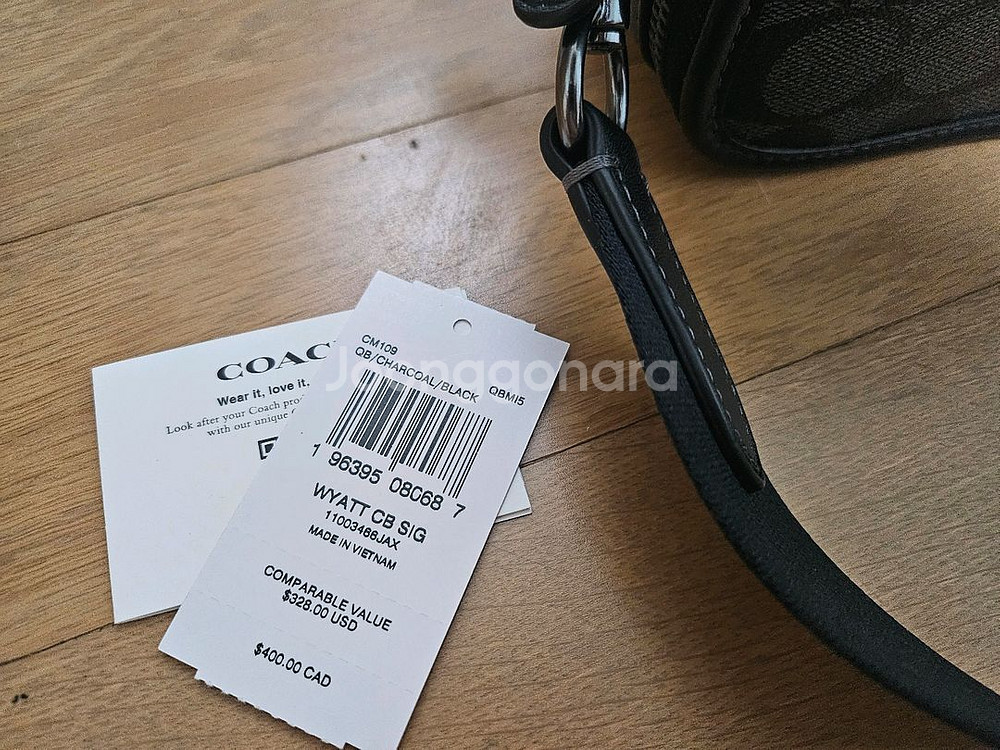 COAC
Wear it, love it.
Look after your Coach
with our unique
Joonggonara
CM109
QB/CHARCOAL/BLACK QBMI5
1 96395 08068 7
WYATT CB SIG
11003466JAX
MADE IN VIETNAM
COMPARABLE VALUE
$328.00 USD
$400.00 CAD